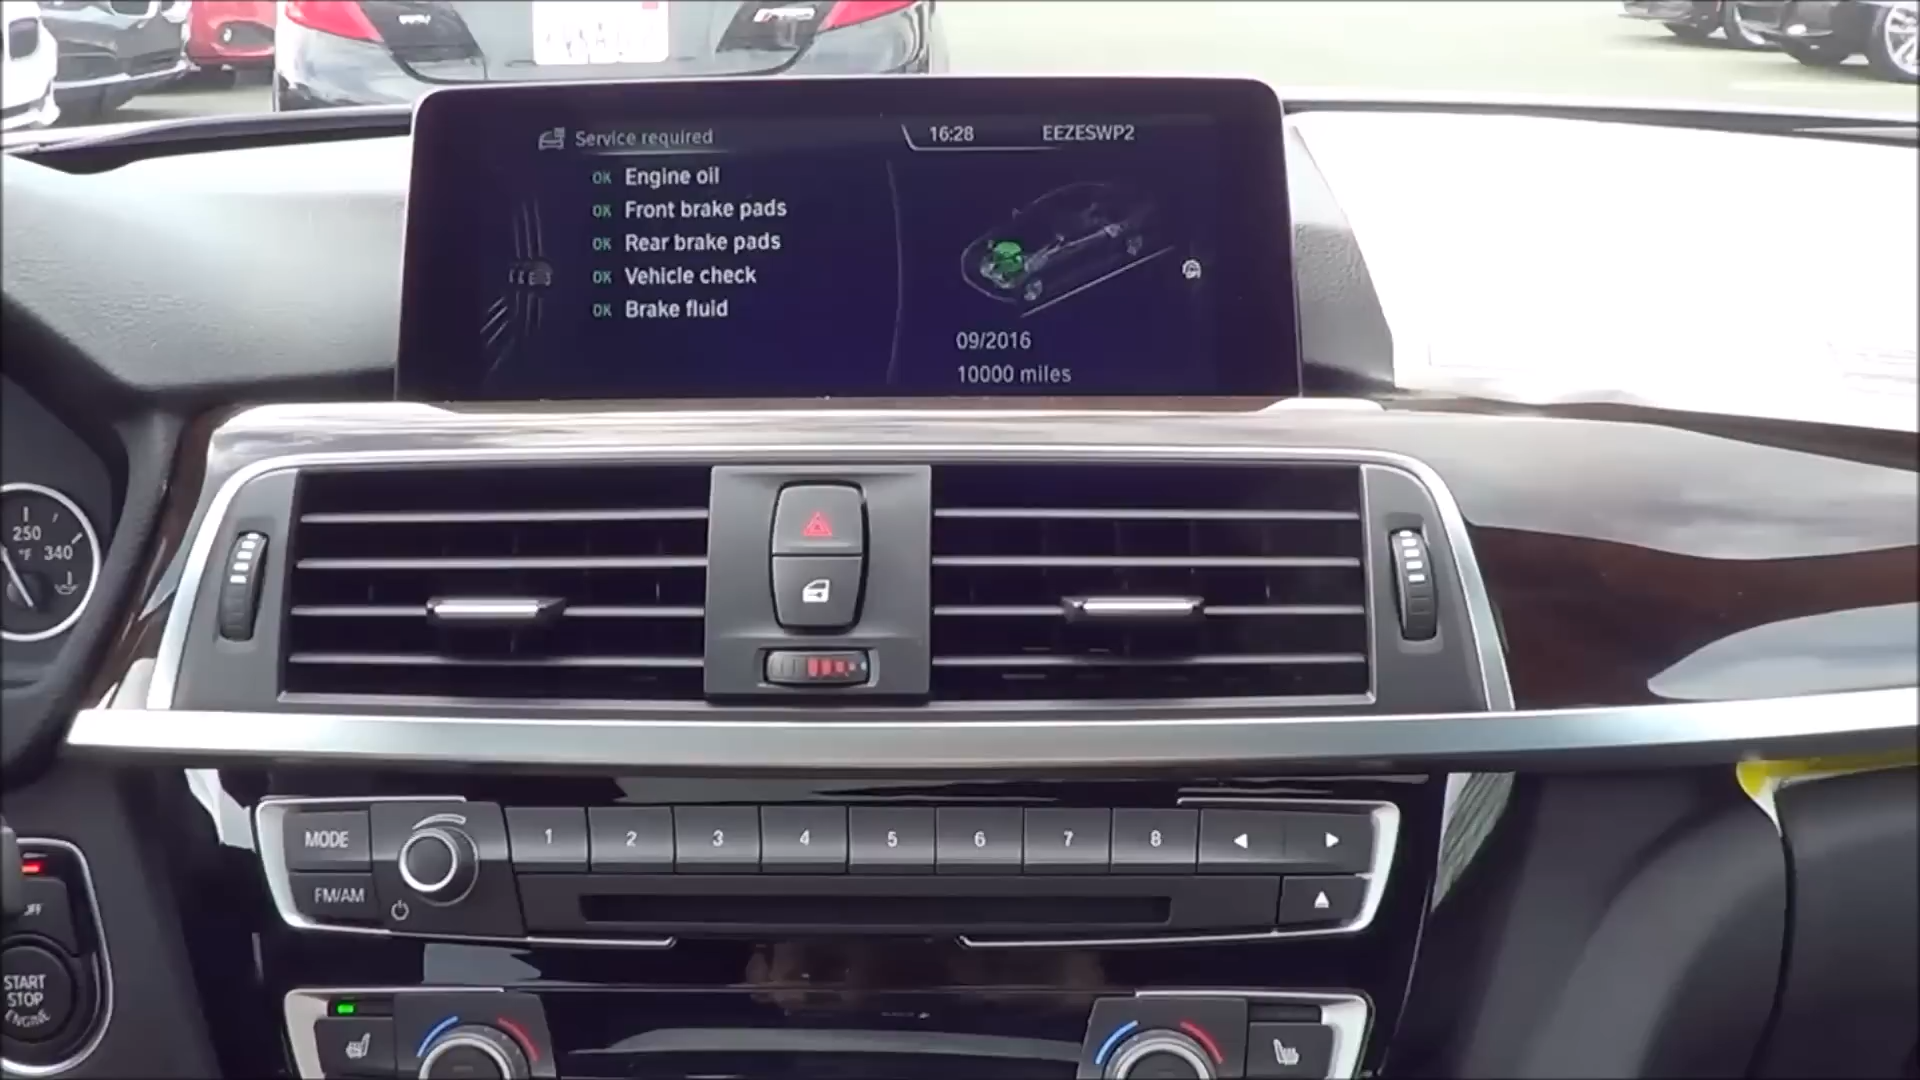 Service required
16:28 EEZESWP2
OK Engine oil
OK Front brake pads
OK Rear brake pads
OK Vehicle check
OK Brake fluid
09/2016
10000 miles
250
°F 340
MODE
1 2 3 4 5 6 7 8
FM/AM
OFF
START
STOP
ENGINE